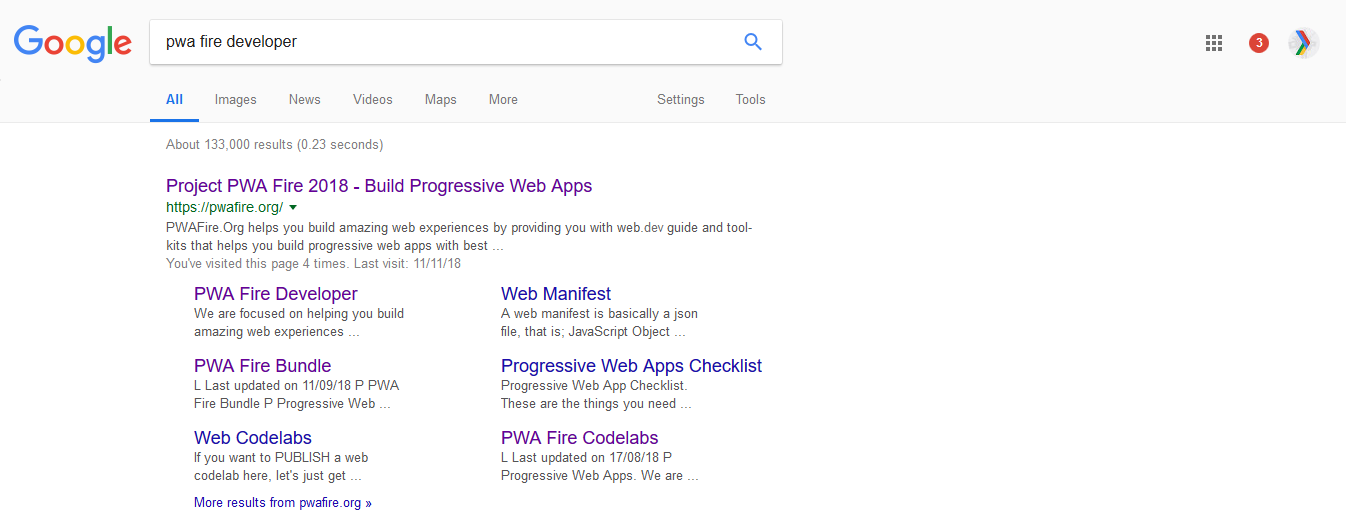 Google
pwa fire developer
3
All Images News Videos Maps More Settings Tools
About 133,000 results (0.23 seconds)
Project PWA Fire 2018 - Build Progressive Web Apps
https://pwafire.org/
PWAFire.Org helps you build amazing web experiences by providing you with web.dev guide and tool-
kits that helps you build progressive web apps with best ...
You've visited this page 4 times. Last visit: 11/11/18
PWA Fire Developer
We are focused on helping you build
amazing web experiences ...
Web Manifest
A web manifest is basically a json
file, that is; JavaScript Object ...
PWA Fire Bundle
L Last updated on 11/09/18 P PWA
Fire Bundle P Progressive Web ...
Progressive Web Apps Checklist
Progressive Web App Checklist.
These are the things you need ...
Web Codelabs
If you want to PUBLISH a web
codelab here, let's just get ...
PWA Fire Codelabs
L Last updated on 17/08/18 P
Progressive Web Apps. We are ...
More results from pwafire.org »